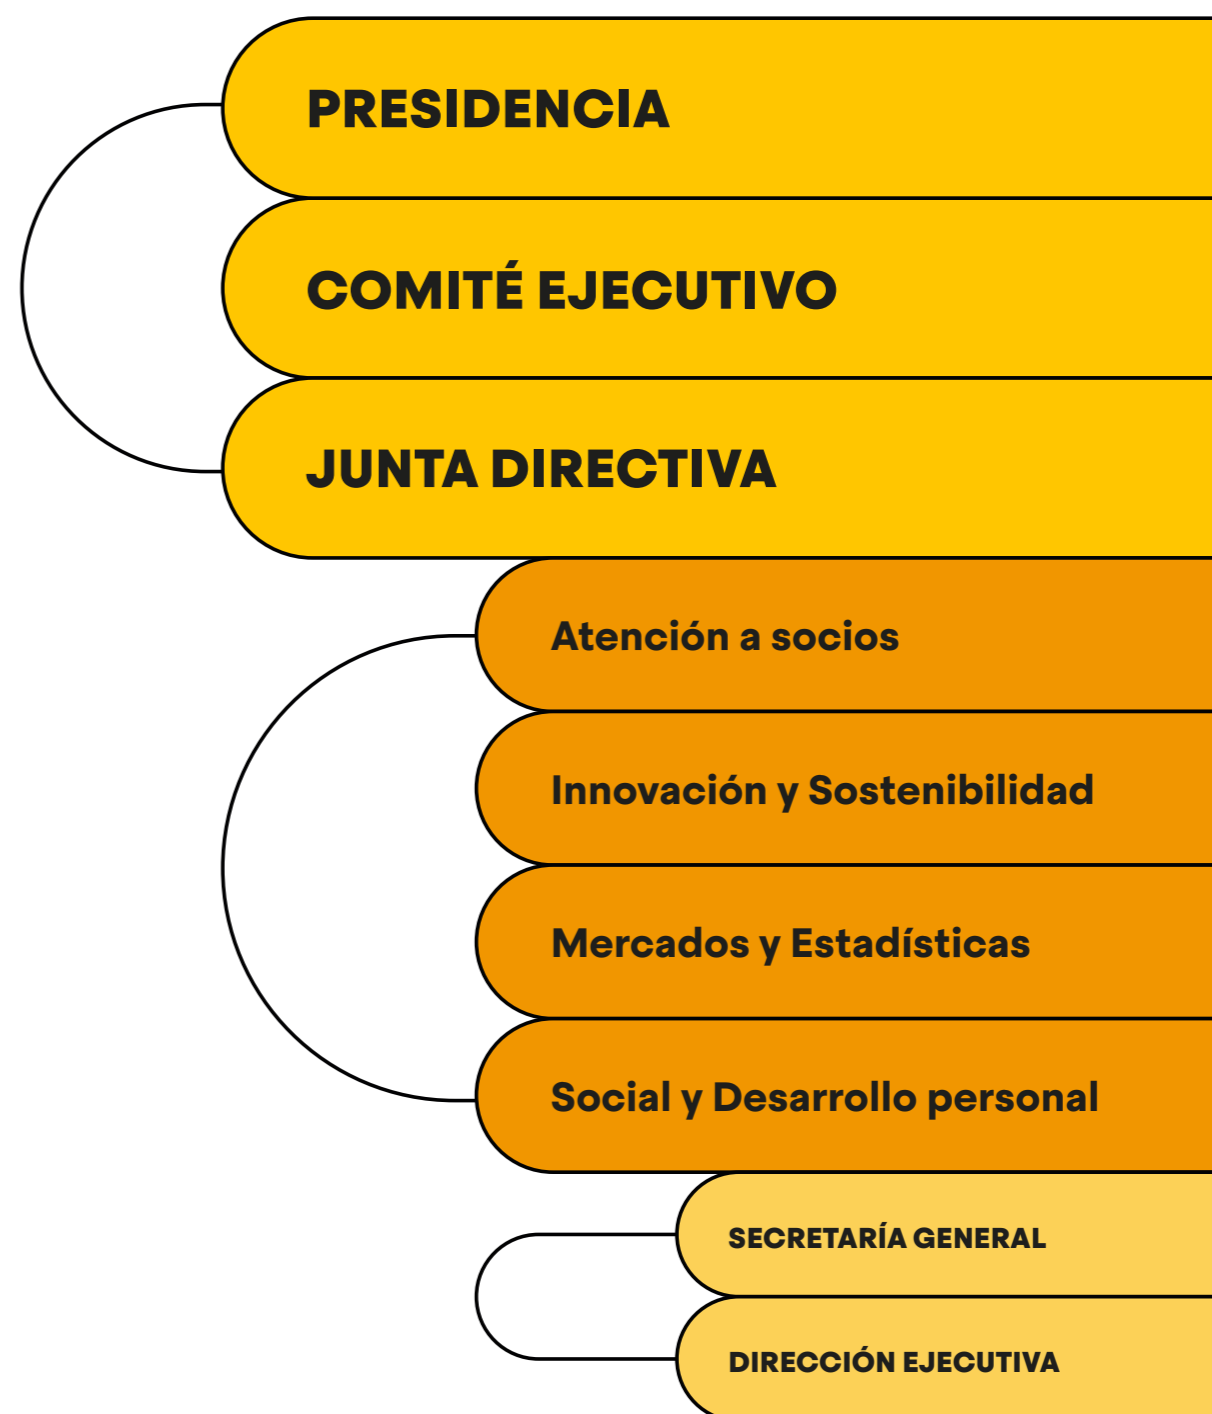 PRESIDENCIA
COMITÉ EJECUTIVO
JUNTA DIRECTIVA
Atención a socios
Innovación y Sostenibilidad
Mercados y Estadísticas
Social y Desarrollo personal
SECRETARÍA GENERAL
DIRECCIÓN EJECUTIVA